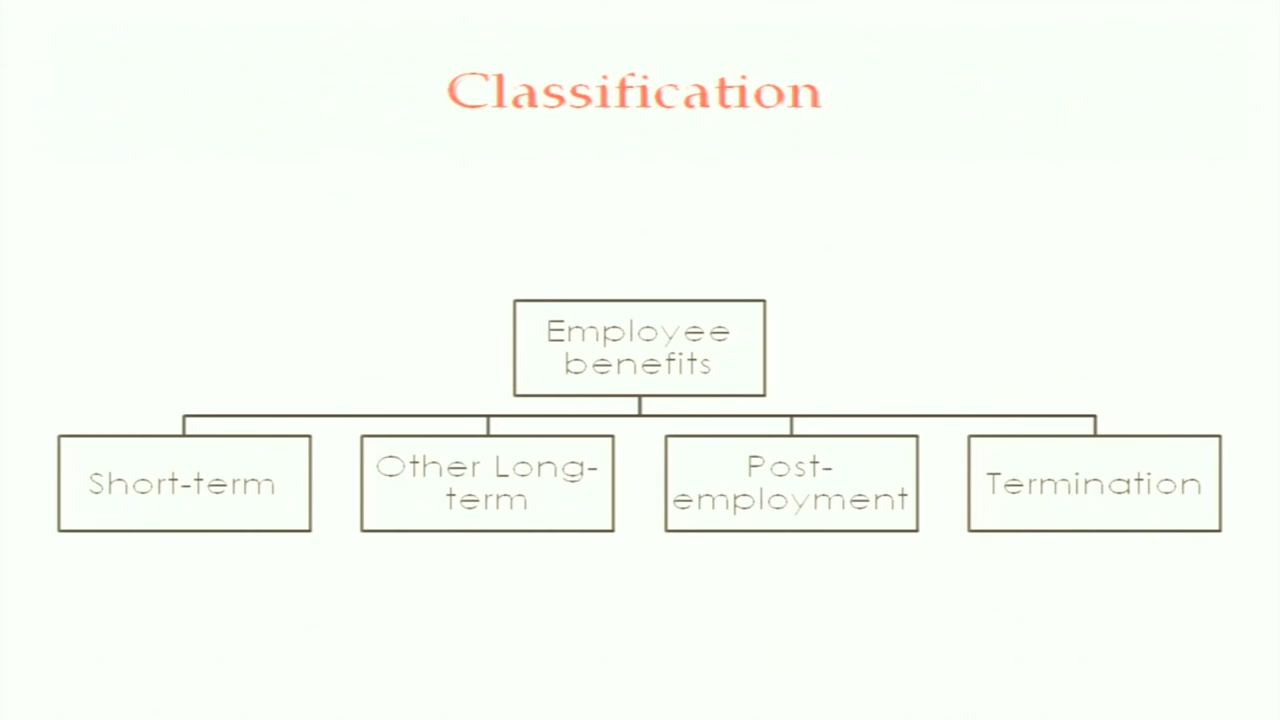 Classification
Employee
benefits
Short-term
Other Long-
term
Post-
employment
Termination